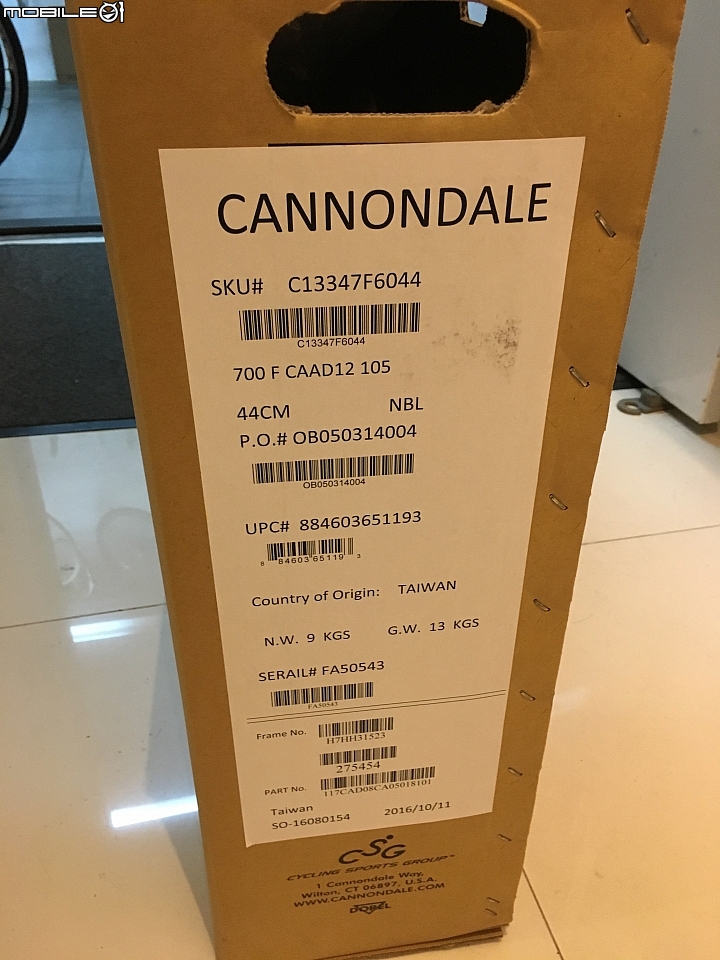 MOBILE01
CANNONDALE
SKU# C13347F6044
C13347F6044
700 F CAAD12 105
44CM NBL
P.O.# OB050314004
OB050314004
UPC# 884603651193
8 84603 65119 3
Country of Origin: TAIWAN
N.W. 9 KGS G.W. 13 KGS
SERAIL# FA50543
FA50543
Frame No. H7HH31523
275454
PART No. 117CAD08CA05018101
Taiwan
SO-16080154 2016/10/11
CSG
CYCLING SPORTS GROUP™
1 Cannondale Way,
Wilton, CT 06897, U.S.A.
WWW.CANNONDALE.COM
DOREL